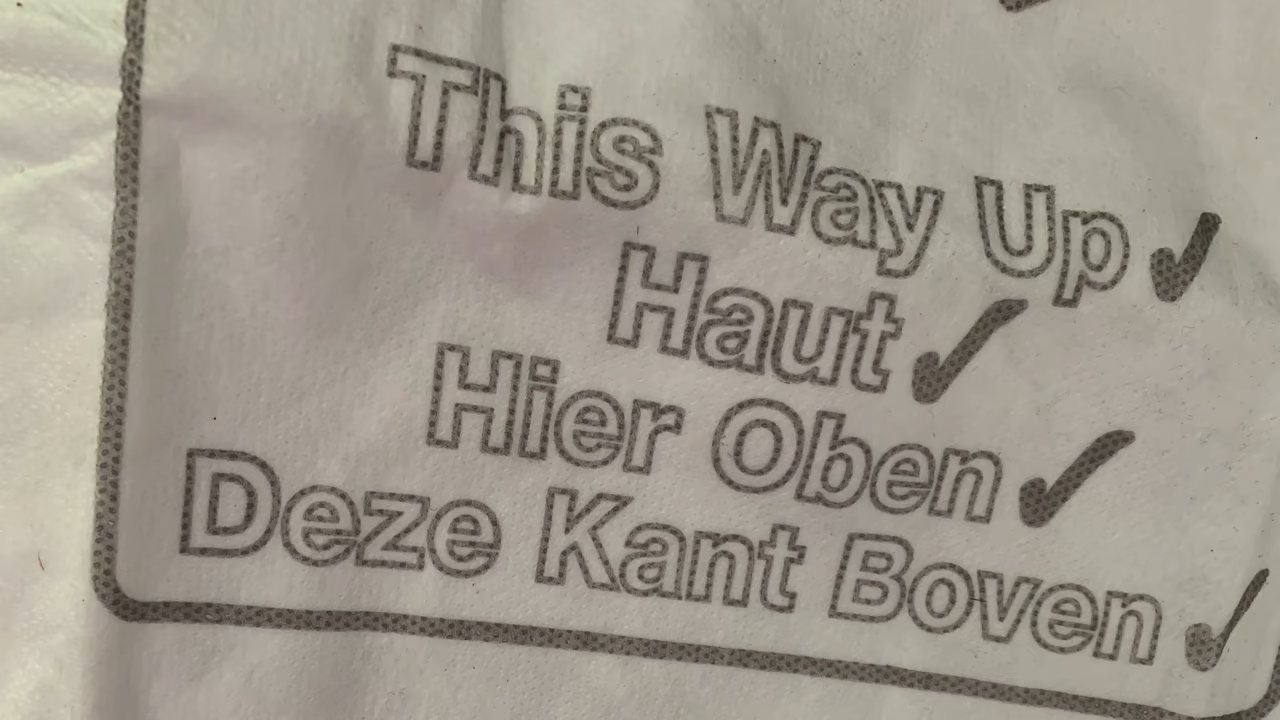 This Way Up ✓
Haut ✓
Hier Oben ✓
Deze Kant Boven ✓